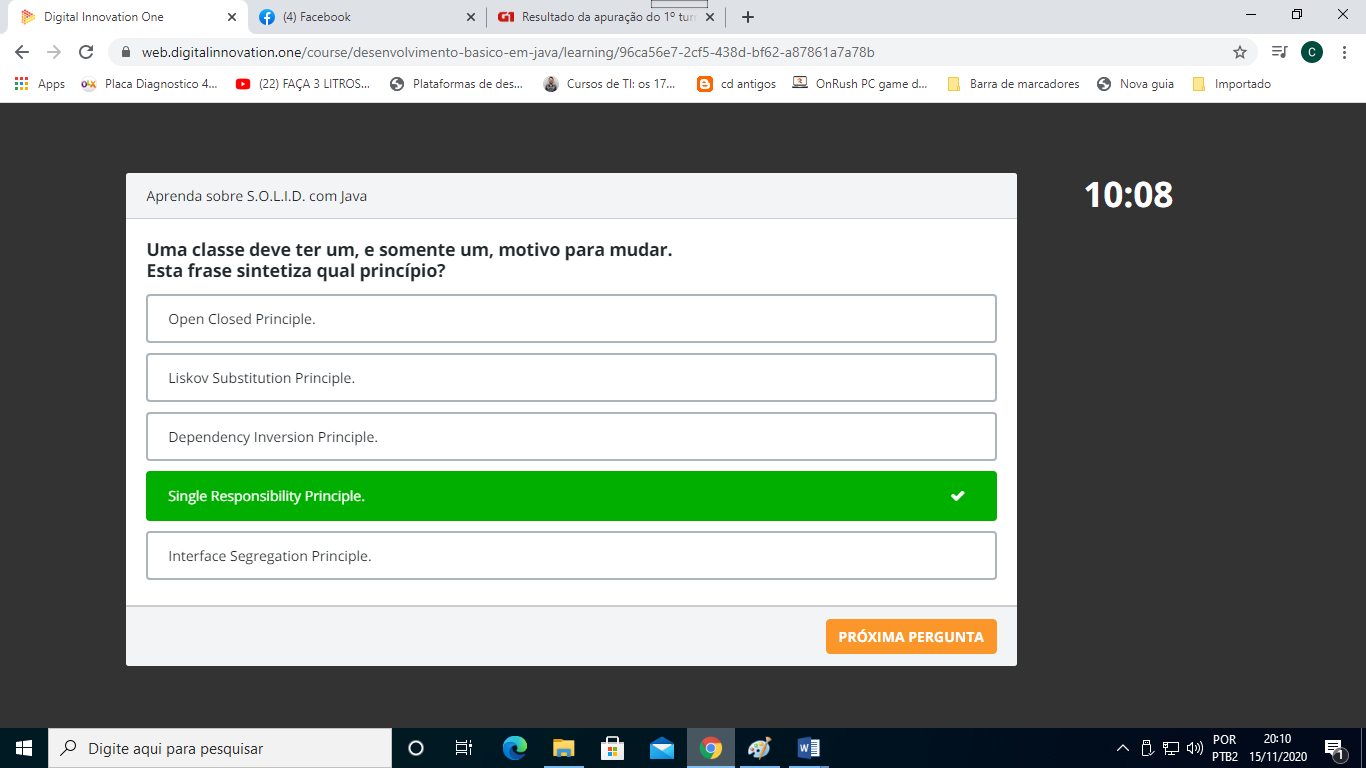 Digital Innovation One
(4) Facebook
G1 Resultado da apuração do 1º tur
web.digitalinnovation.one/course/desenvolvimento-basico-em-java/learning/96ca56e7-2cf5-438d-bf62-a87861a7a78b
C
Apps
OLX Placa Diagnostico 4...
(22) FAÇA 3 LITROS...
Plataformas de des...
Cursos de TI: os 17...
cd antigos
OnRush PC game d...
Barra de marcadores
Nova guia
Importado
Aprenda sobre S.O.L.I.D. com Java
10:08
Uma classe deve ter um, e somente um, motivo para mudar.
Esta frase sintetiza qual princípio?
Open Closed Principle.
Liskov Substitution Principle.
Dependency Inversion Principle.
Single Responsibility Principle.
Interface Segregation Principle.
PRÓXIMA PERGUNTA
Digite aqui para pesquisar
POR
PTB2
20:10
15/11/2020
1